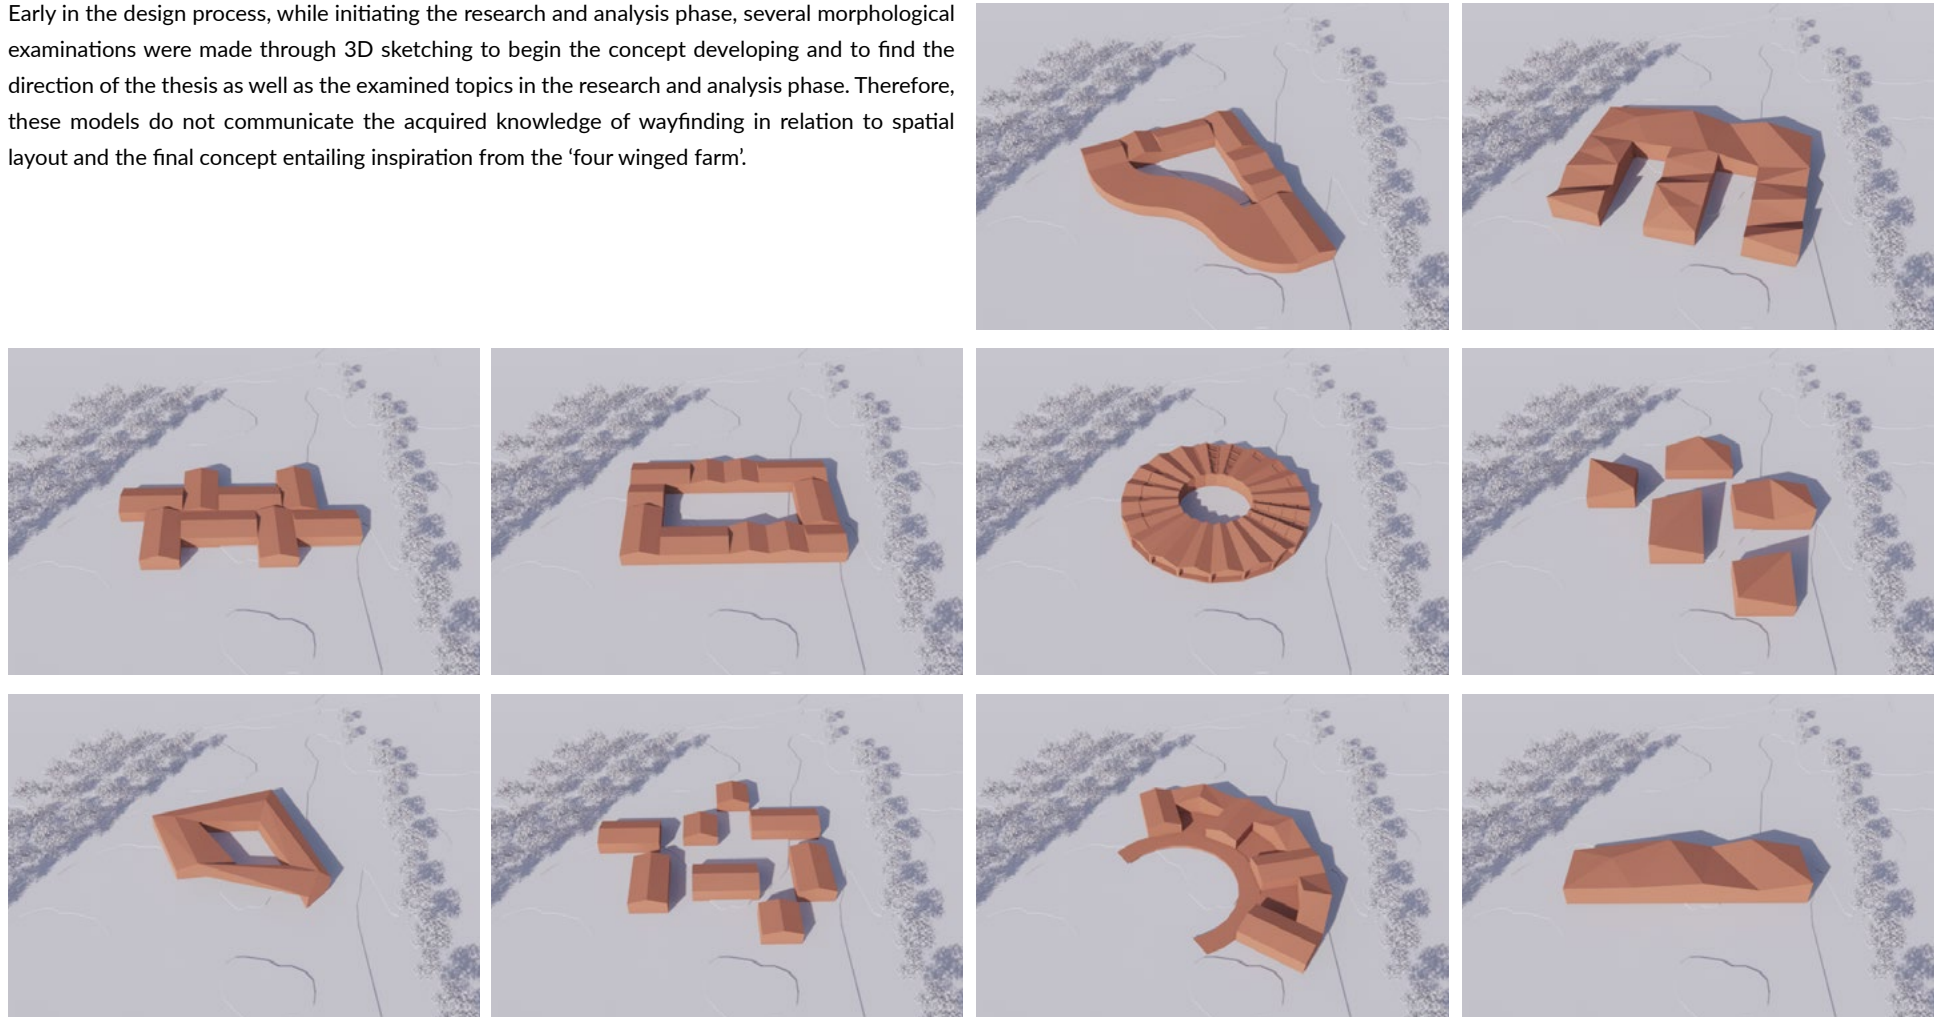 Early in the design process, while initiating the research and analysis phase, several morphological
examinations were made through 3D sketching to begin the concept developing and to find the
direction of the thesis as well as the examined topics in the research and analysis phase. Therefore,
these models do not communicate the acquired knowledge of wayfinding in relation to spatial
layout and the final concept entailing inspiration from the ‘four winged farm’.